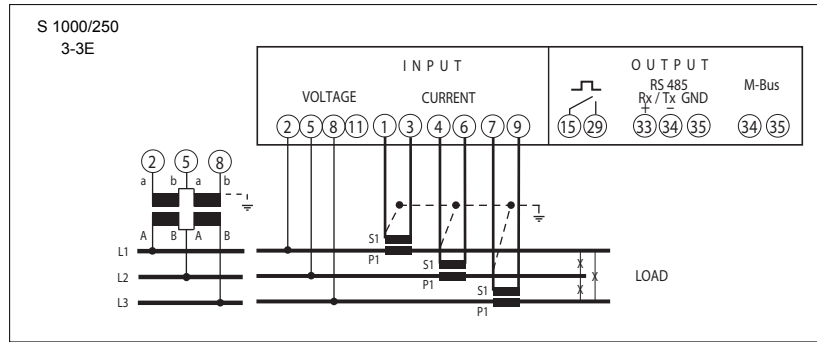 S 1000/250
3-3E
I N P U T
O U T P U T
VOLTAGE
CURRENT
RS 485
Rx / Tx GND
+ −
M-Bus
2 5 8 11 1 3 4 6 7 9 15 29 33 34 35 34 35
2 5 8
a b a b
A B A B
S1
P1
S1
P1
S1
P1
L1
L2
L3
X
X
X
LOAD